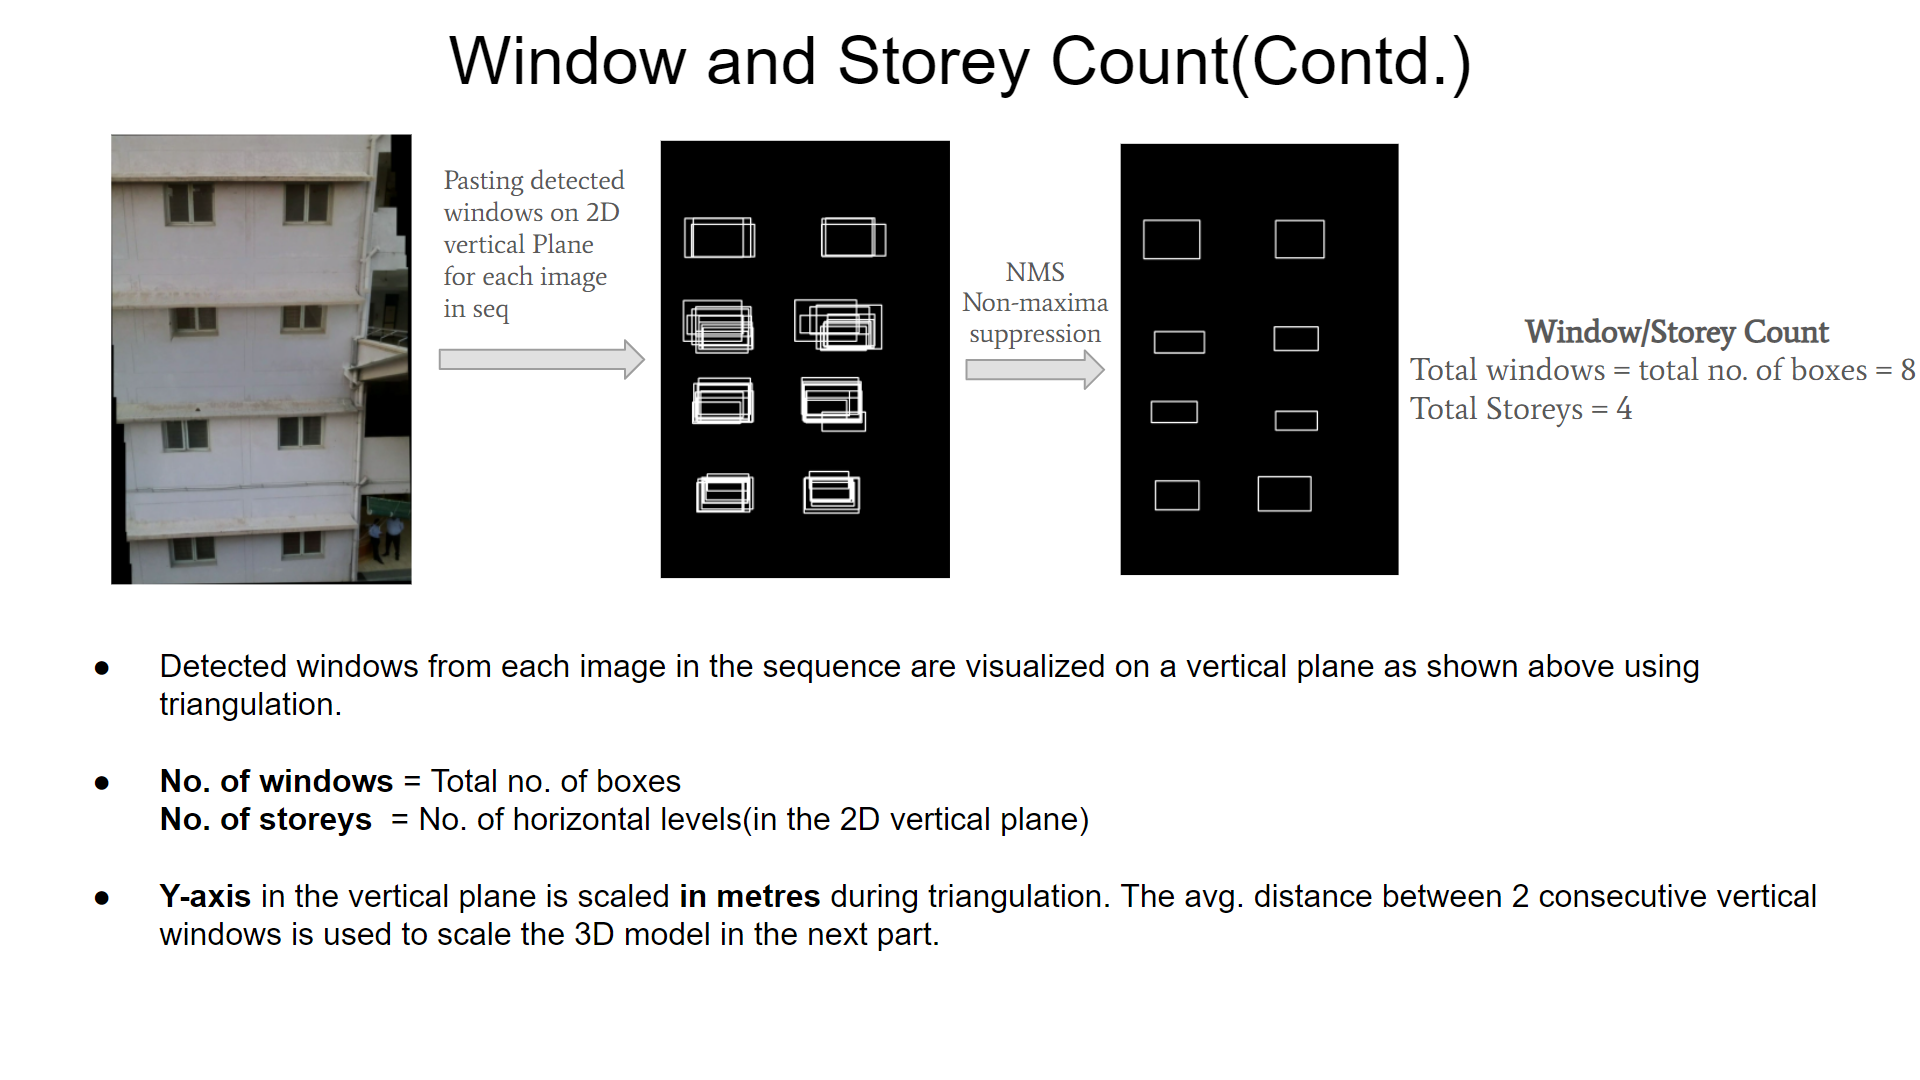 Window and Storey Count(Contd.)
Pasting detected
windows on 2D
vertical Plane
for each image
in seq
NMS
Non-maxima
suppression
Window/Storey Count
Total windows = total no. of boxes = 8
Total Storeys = 4
● Detected windows from each image in the sequence are visualized on a vertical plane as shown above using
triangulation.
● No. of windows = Total no. of boxes
No. of storeys  = No. of horizontal levels(in the 2D vertical plane)
● Y-axis in the vertical plane is scaled in metres during triangulation. The avg. distance between 2 consecutive vertical
windows is used to scale the 3D model in the next part.